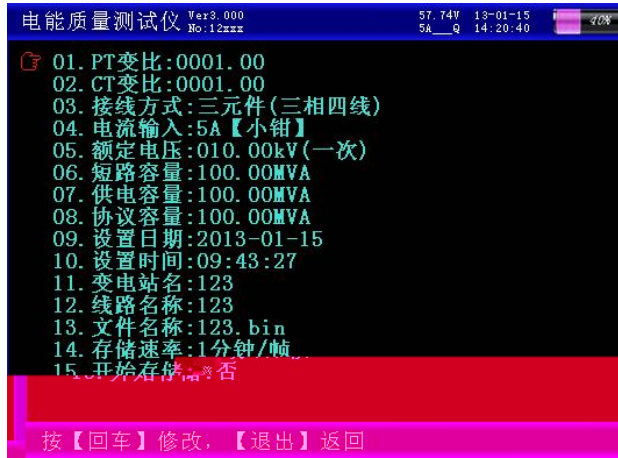 电能质量测试仪 Ver3.000 No:12xxx 57.74V 13-01-15 5A__Q 14:20:40 40%
01.PT变比:0001.00
02.CT变比:0001.00
03.接线方式:三元件(三相四线)
04.电流输入:5A【小钳】
05.额定电压:010.00kV(一次)
06.短路容量:100.00MVA
07.供电容量:100.00MVA
08.协议容量:100.00MVA
09.设置日期:2013-01-15
10.设置时间:09:43:27
11.变电站名:123
12.线路名称:123
13.文件名称:123.bin
14.存储速率:1分钟/帧
15.开始存储:否
按【回车】修改,【退出】返回